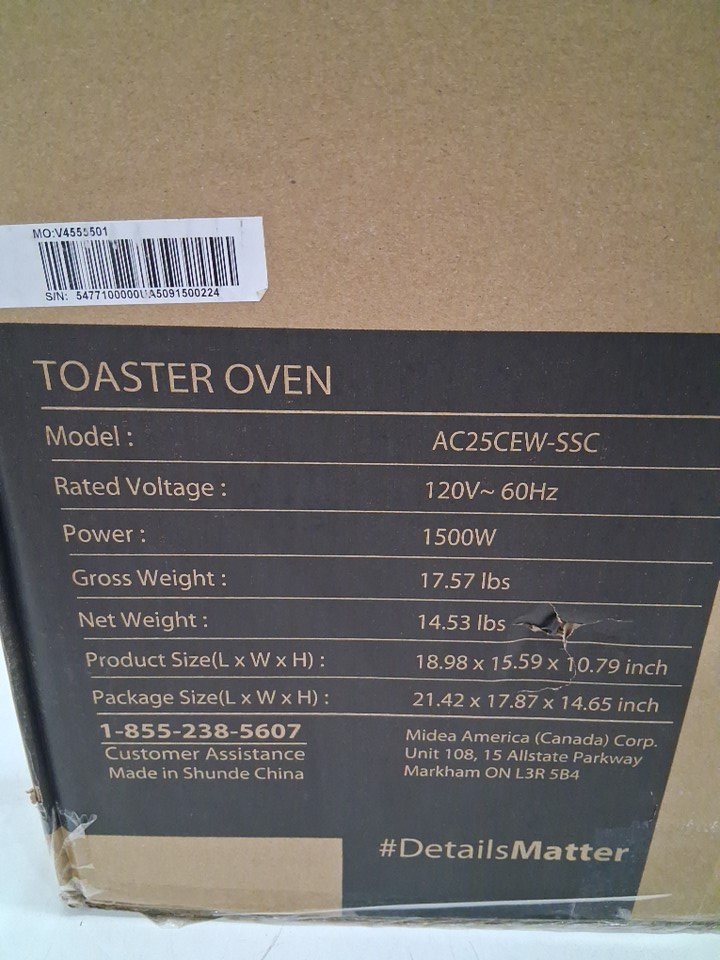 MO:V4555501
S/N: 5477100000UA5091500224
TOASTER OVEN
Model : AC25CEW-SSC
Rated Voltage : 120V~ 60Hz
Power : 1500W
Gross Weight : 17.57 lbs
Net Weight : 14.53 lbs
Product Size(L x W x H) : 18.98 x 15.59 x 10.79 inch
Package Size(L x W x H) : 21.42 x 17.87 x 14.65 inch
1-855-238-5607
Customer Assistance
Made in Shunde China
Midea America (Canada) Corp.
Unit 108, 15 Allstate Parkway
Markham ON L3R 5B4
#DetailsMatter